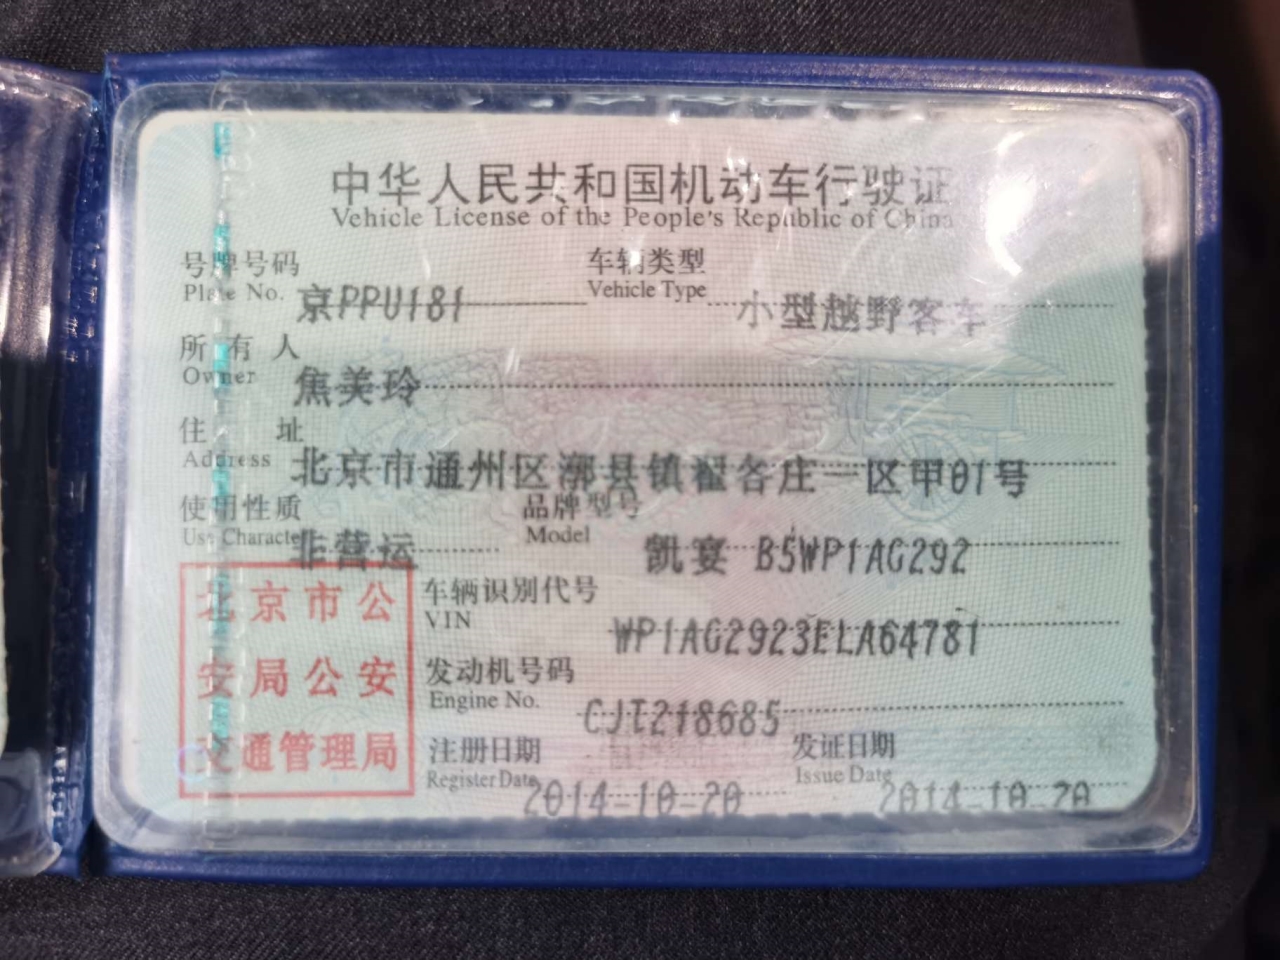 中华人民共和国机动车行驶证
Vehicle License of the People's Republic of China
号牌号码 车辆类型
Plate No. 京PPU181 Vehicle Type 小型越野客车
所有人
Owner 焦美玲
住址
Address 北京市通州区漷县镇翟各庄一区甲01号
使用性质 品牌型号
Use Character 非营运 Model 凯宴 B5WP1AG292
车辆识别代号
VIN WP1AG2923ELA64781
发动机号码
Engine No. CJT218685
注册日期 发证日期
Register Date 2014-10-20 Issue Date 2014-10-20
北京市公
安局公安
交通管理局